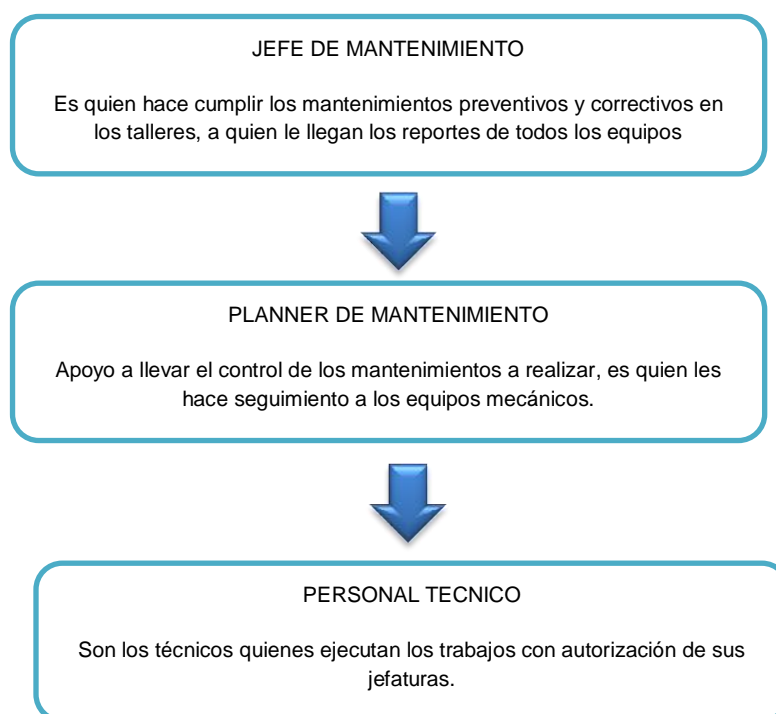 JEFE DE MANTENIMIENTO
Es quien hace cumplir los mantenimientos preventivos y correctivos en
los talleres, a quien le llegan los reportes de todos los equipos
PLANNER DE MANTENIMIENTO
Apoyo a llevar el control de los mantenimientos a realizar, es quien les
hace seguimiento a los equipos mecánicos.
PERSONAL TECNICO
Son los técnicos quienes ejecutan los trabajos con autorización de sus
jefaturas.